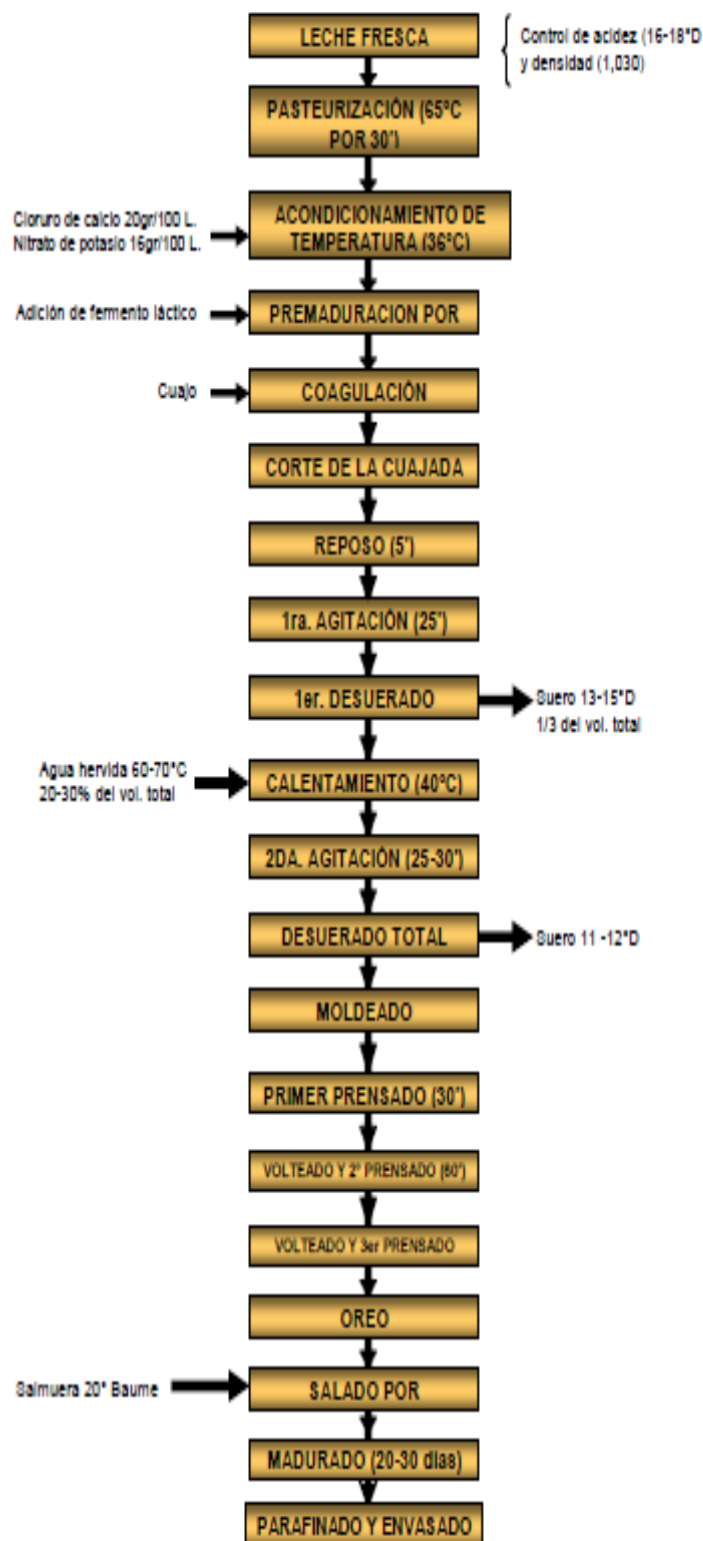 LECHE FRESCA
Control de acidez (16-18°D
y densidad (1,030)
PASTEURIZACIÓN (65°C
POR 30')
Cloruro de calcio 20gr/100 L.
Nitrato de potasio 16gr/100 L.
ACONDICIONAMIENTO DE
TEMPERATURA (36°C)
Adición de fermento láctico
PREMADURACION POR
Cuajo
COAGULACIÓN
CORTE DE LA CUAJADA
REPOSO (5')
1ra. AGITACIÓN (25')
1er. DESUERADO
Suero 13-15°D
1/3 del vol. total
Agua hervida 60-70°C
20-30% del vol. total
CALENTAMIENTO (40°C)
2DA. AGITACIÓN (25-30')
DESUERADO TOTAL
Suero 11 -12°D
MOLDEADO
PRIMER PRENSADO (30')
VOLTEADO Y 2° PRENSADO (60')
VOLTEADO Y 3er PRENSADO
OREO
Salmuera 20° Baume
SALADO POR
MADURADO (20-30 dias)
PARAFINADO Y ENVASADO